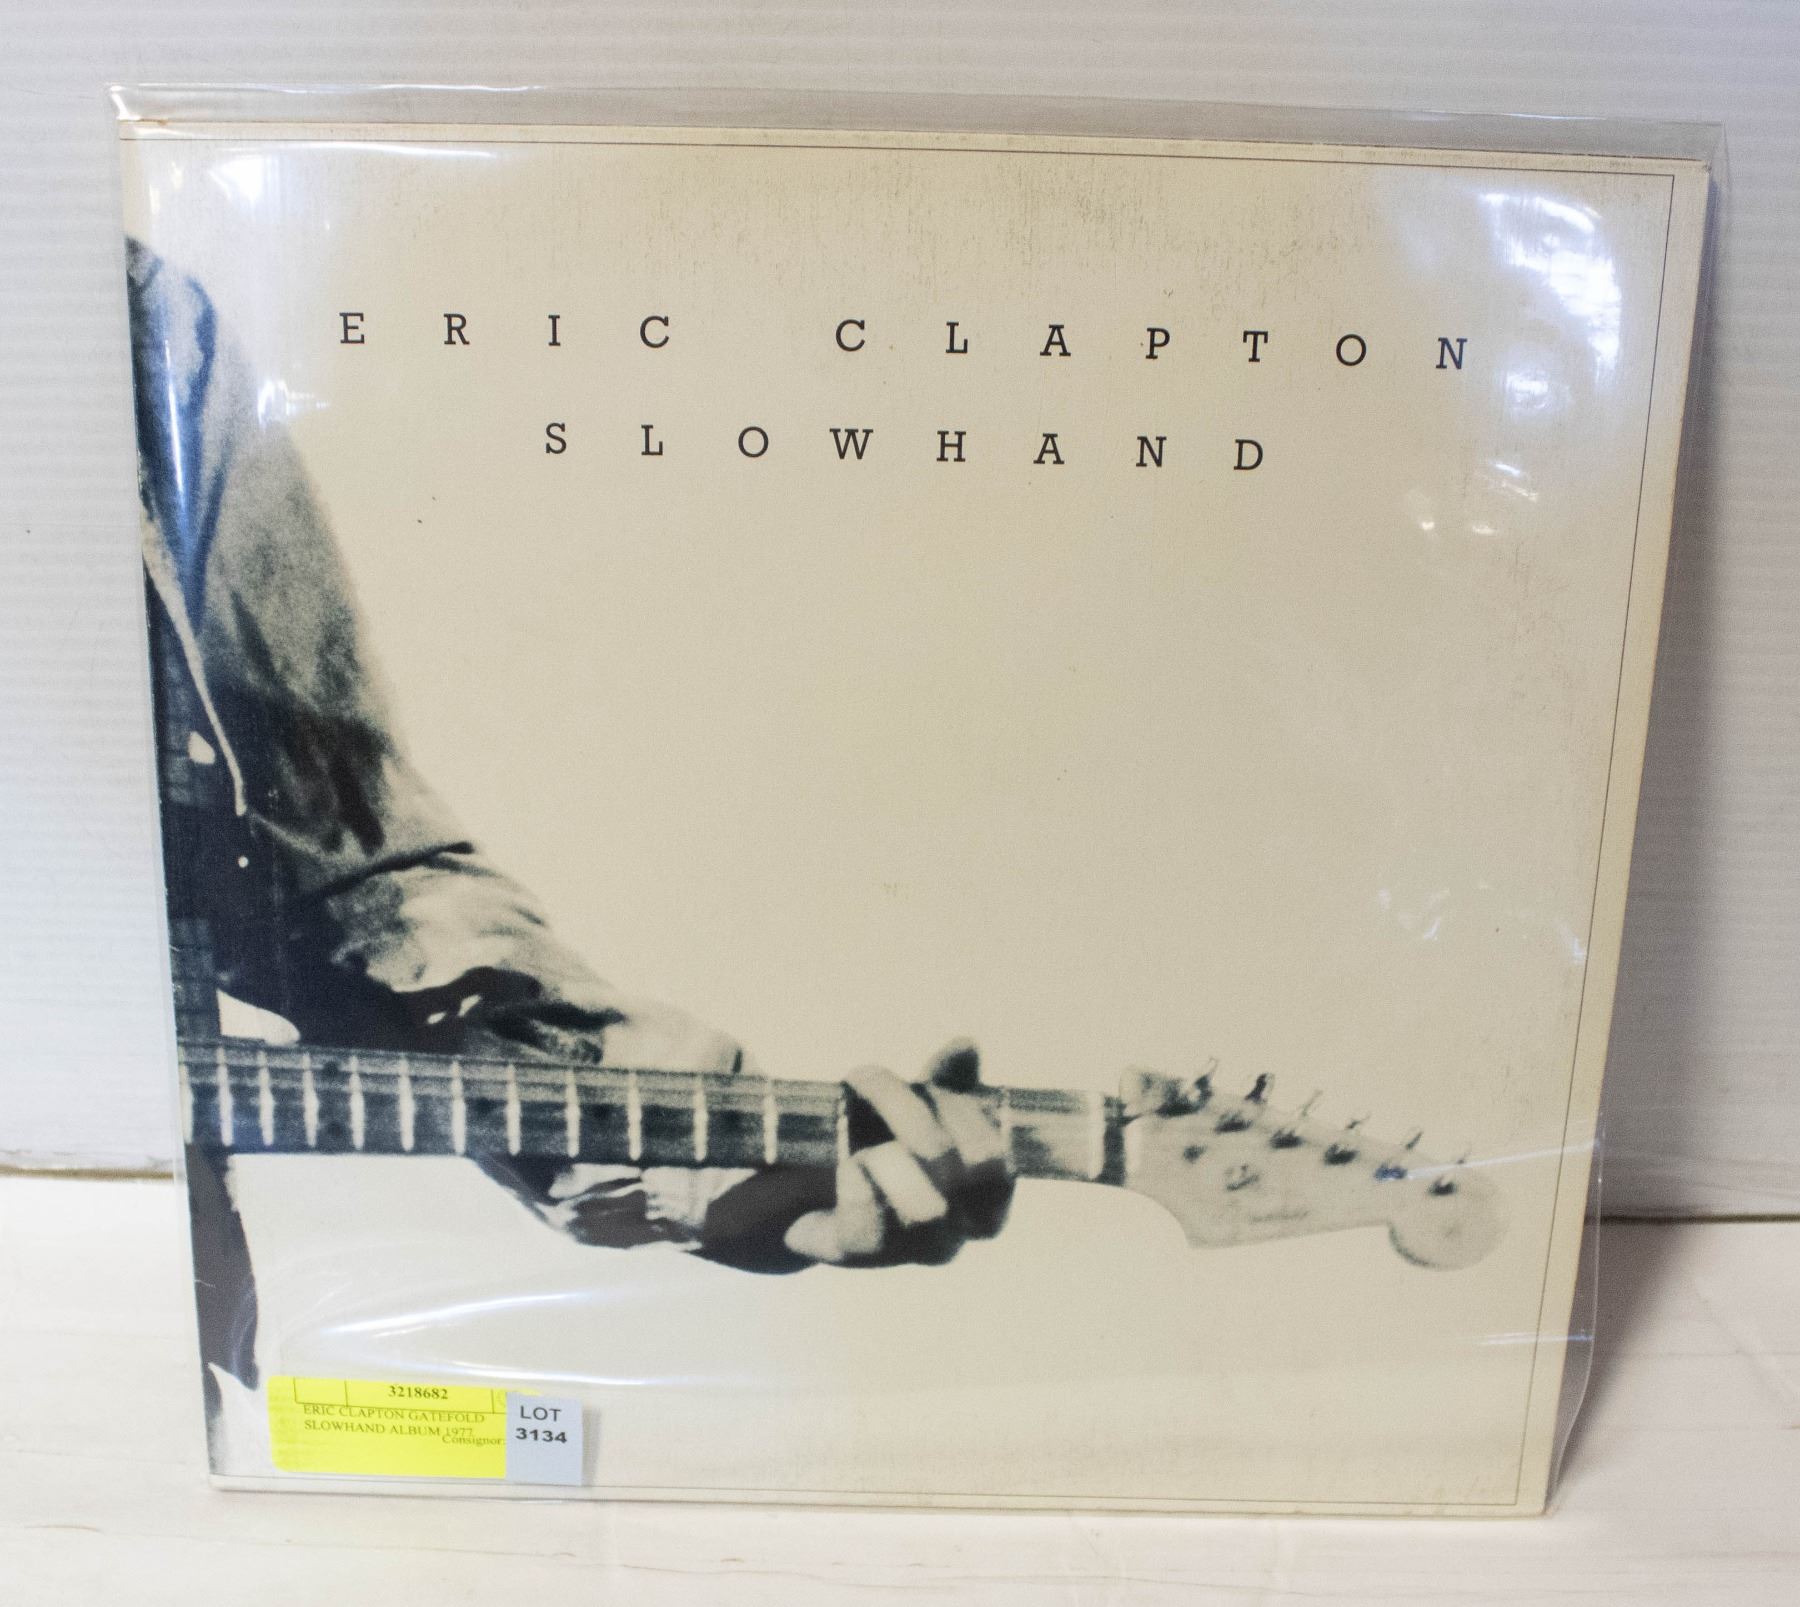 ERIC CLAPTON
SLOWHAND
3218682
ERIC CLAPTON GATEFOLD
SLOWHAND ALBUM 1977
Consignor:
LOT
3134